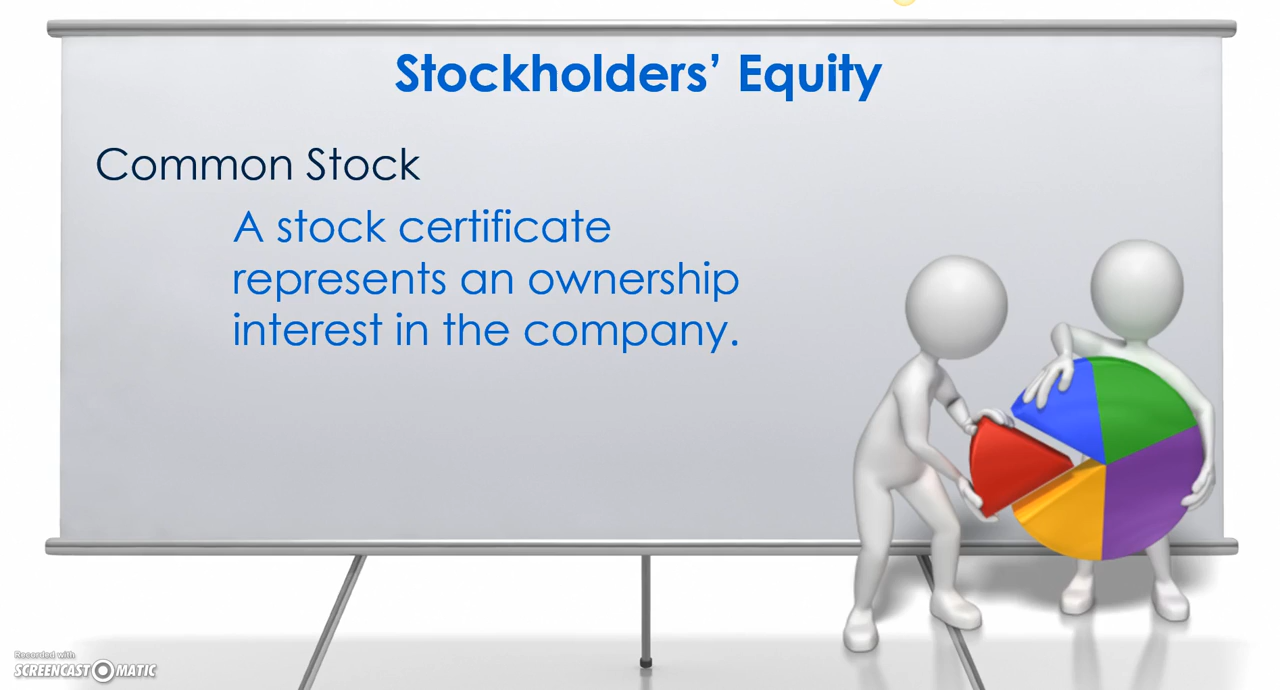 Stockholders’ Equity
Common Stock
A stock certificate
represents an ownership
interest in the company.
Recorded with
SCREENCAST-O-MATIC